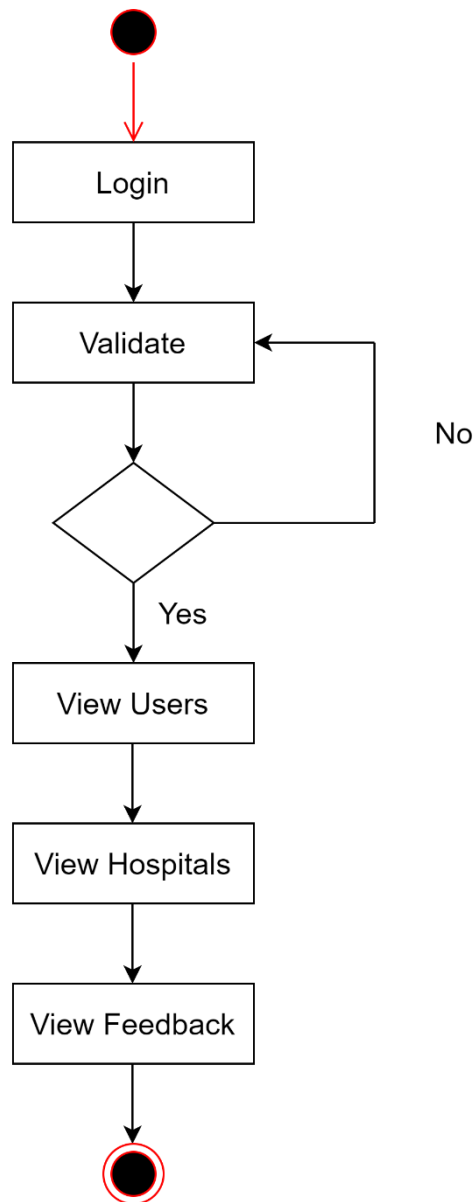 Login
Validate
No
Yes
View Users
View Hospitals
View Feedback